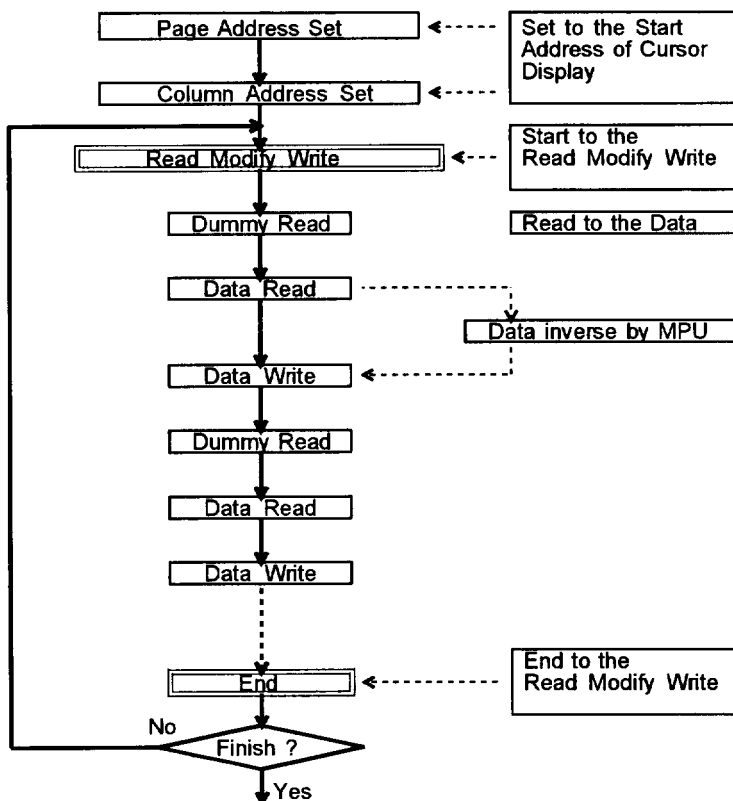 Page Address Set
Set to the Start
Address of Cursor
Display
Column Address Set
Read Modify Write
Start to the
Read Modify Write
Dummy Read
Read to the Data
Data Read
Data inverse by MPU
Data Write
Dummy Read
Data Read
Data Write
End
End to the
Read Modify Write
No
Finish ?
Yes